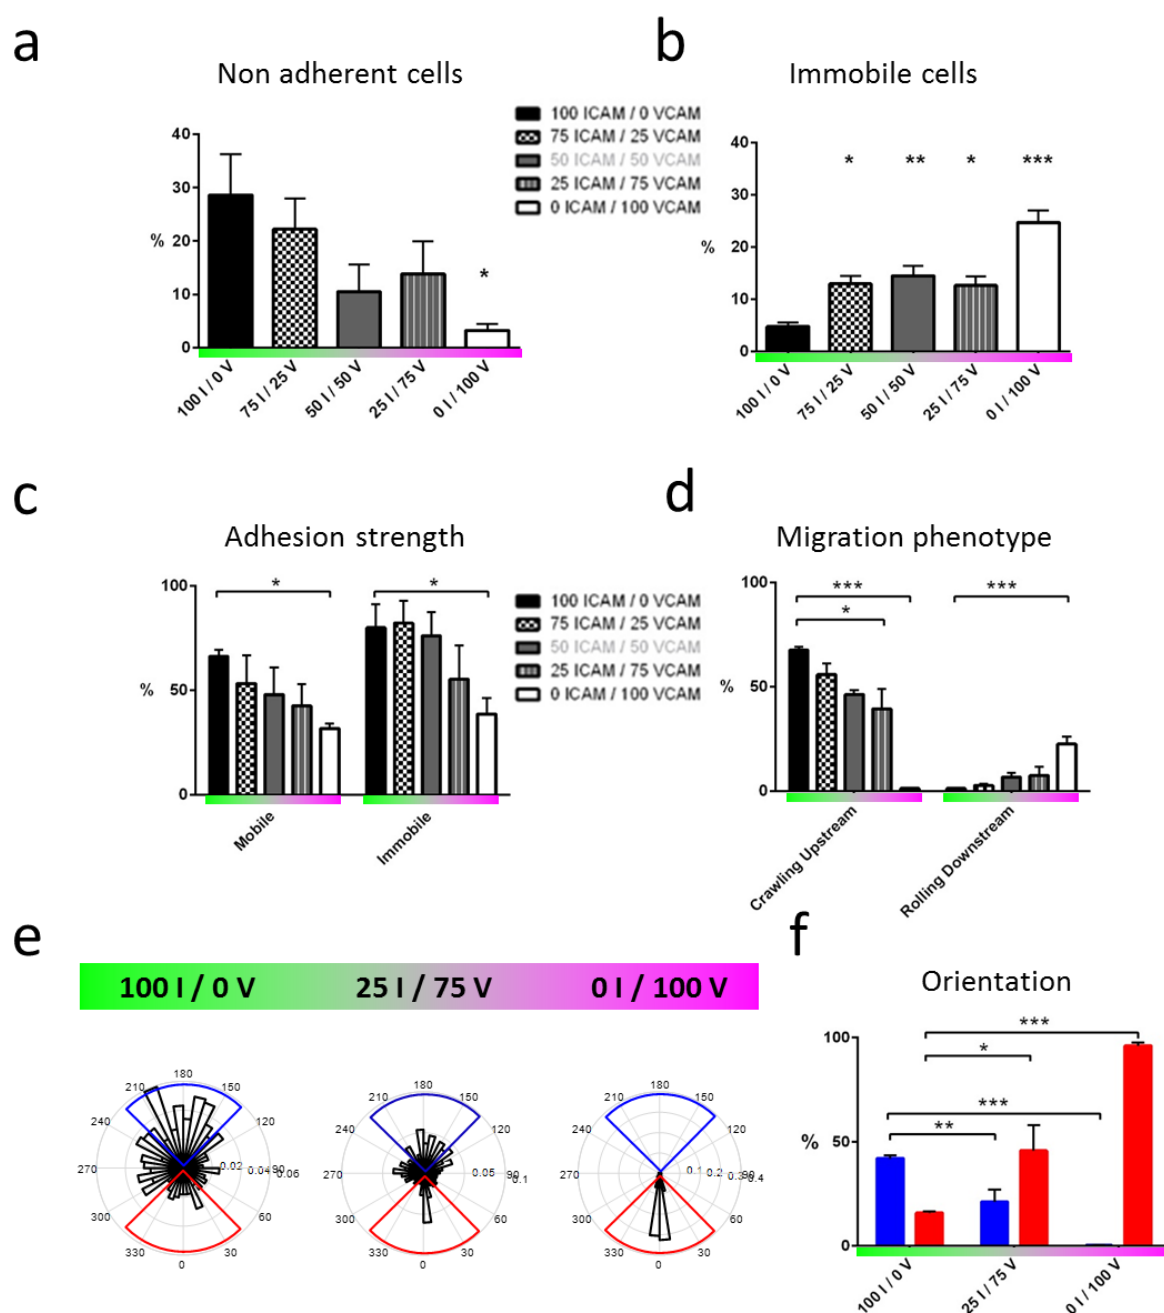 a
Non adherent cells
40
30
%
20
10
0
100 I / 0 V
75 I / 25 V
50 I / 50 V
25 I / 75 V
0 I / 100 V
*
100 ICAM / 0 VCAM
75 ICAM / 25 VCAM
50 ICAM / 50 VCAM
25 ICAM / 75 VCAM
0 ICAM / 100 VCAM
b
Immobile cells
40
20
%
10
0
30
* ** * ***
100 I / 0 V
75 I / 25 V
50 I / 50 V
25 I / 75 V
0 I / 100 V
c
Adhesion strength
100
%
50
0
* *
Mobile
Immobile
100 ICAM / 0 VCAM
75 ICAM / 25 VCAM
50 ICAM / 50 VCAM
25 ICAM / 75 VCAM
0 ICAM / 100 VCAM
d
Migration phenotype
100
%
50
0
*** ***
*
Crawling Upstream
Rolling Downstream
e
100 I / 0 V 25 I / 75 V 0 I / 100 V
180
210 150
240 120
270 0.02 0.04 90 0.06
300 60
330 30
0
180
210 150
240 120
270 0.05 90 0.1
300 60
330 30
0
180
210 150
240 120
270 0.1 0.2 0.3 90 0.4
300 60
330 30
0
f
Orientation
100
%
50
0
***
*
***
**
100 I / 0 V
25 I / 75 V
0 I / 100 V